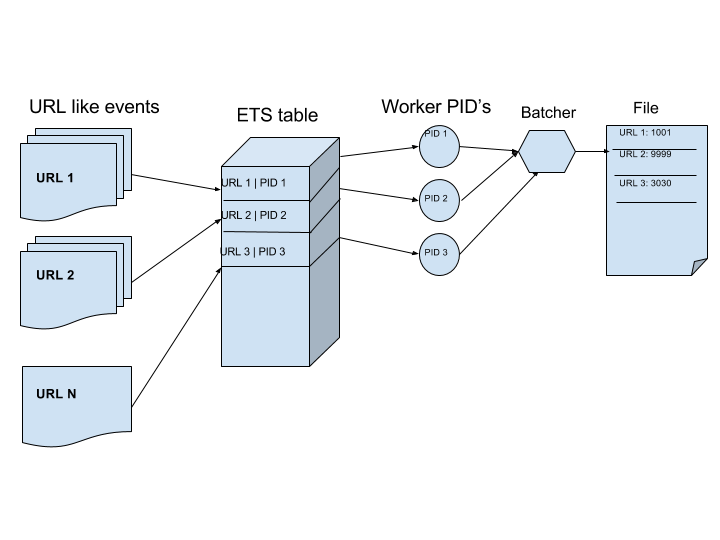 URL like events
ETS table
Worker PID's
Batcher
File
URL 1
URL 2
URL N
URL 1 | PID 1
URL 2 | PID 2
URL 3 | PID 3
PID 1
PID 2
PID 3
URL 1: 1001
URL 2: 9999
URL 3: 3030